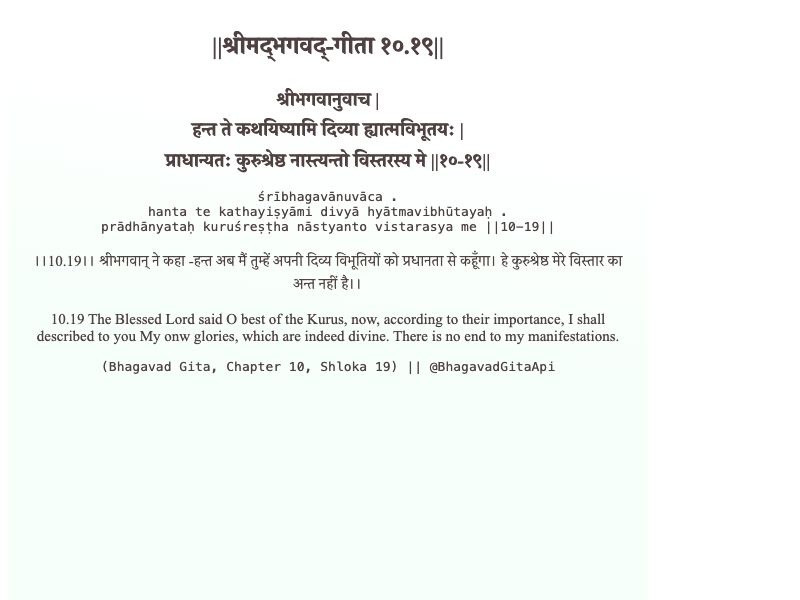 ||श्रीमद्‍भगवद्‍-गीता १०.१९||
श्रीभगवानुवाच |
हन्त ते कथयिष्यामि दिव्या ह्यात्मविभूतयः |
प्राधान्यतः कुरुश्रेष्ठ नास्त्यन्तो विस्तरस्य मे ||१०-१९||
śrībhagavānuvāca .
hanta te kathayiṣyāmi divyā hyātmavibhūtayaḥ .
prādhānyataḥ kuruśreṣṭha nāstyanto vistarasya me ||10-19||
।।10.19।। श्रीभगवान् ने कहा -हन्त अब मैं तुम्हें अपनी दिव्य विभूतियों को प्रधानता से कहूँगा। हे कुरुश्रेष्ठ मेरे विस्तार का
अन्त नहीं है।।
10.19 The Blessed Lord said O best of the Kurus, now, according to their importance, I shall
described to you My onw glories, which are indeed divine. There is no end to my manifestations.
(Bhagavad Gita, Chapter 10, Shloka 19) || @BhagavadGitaApi